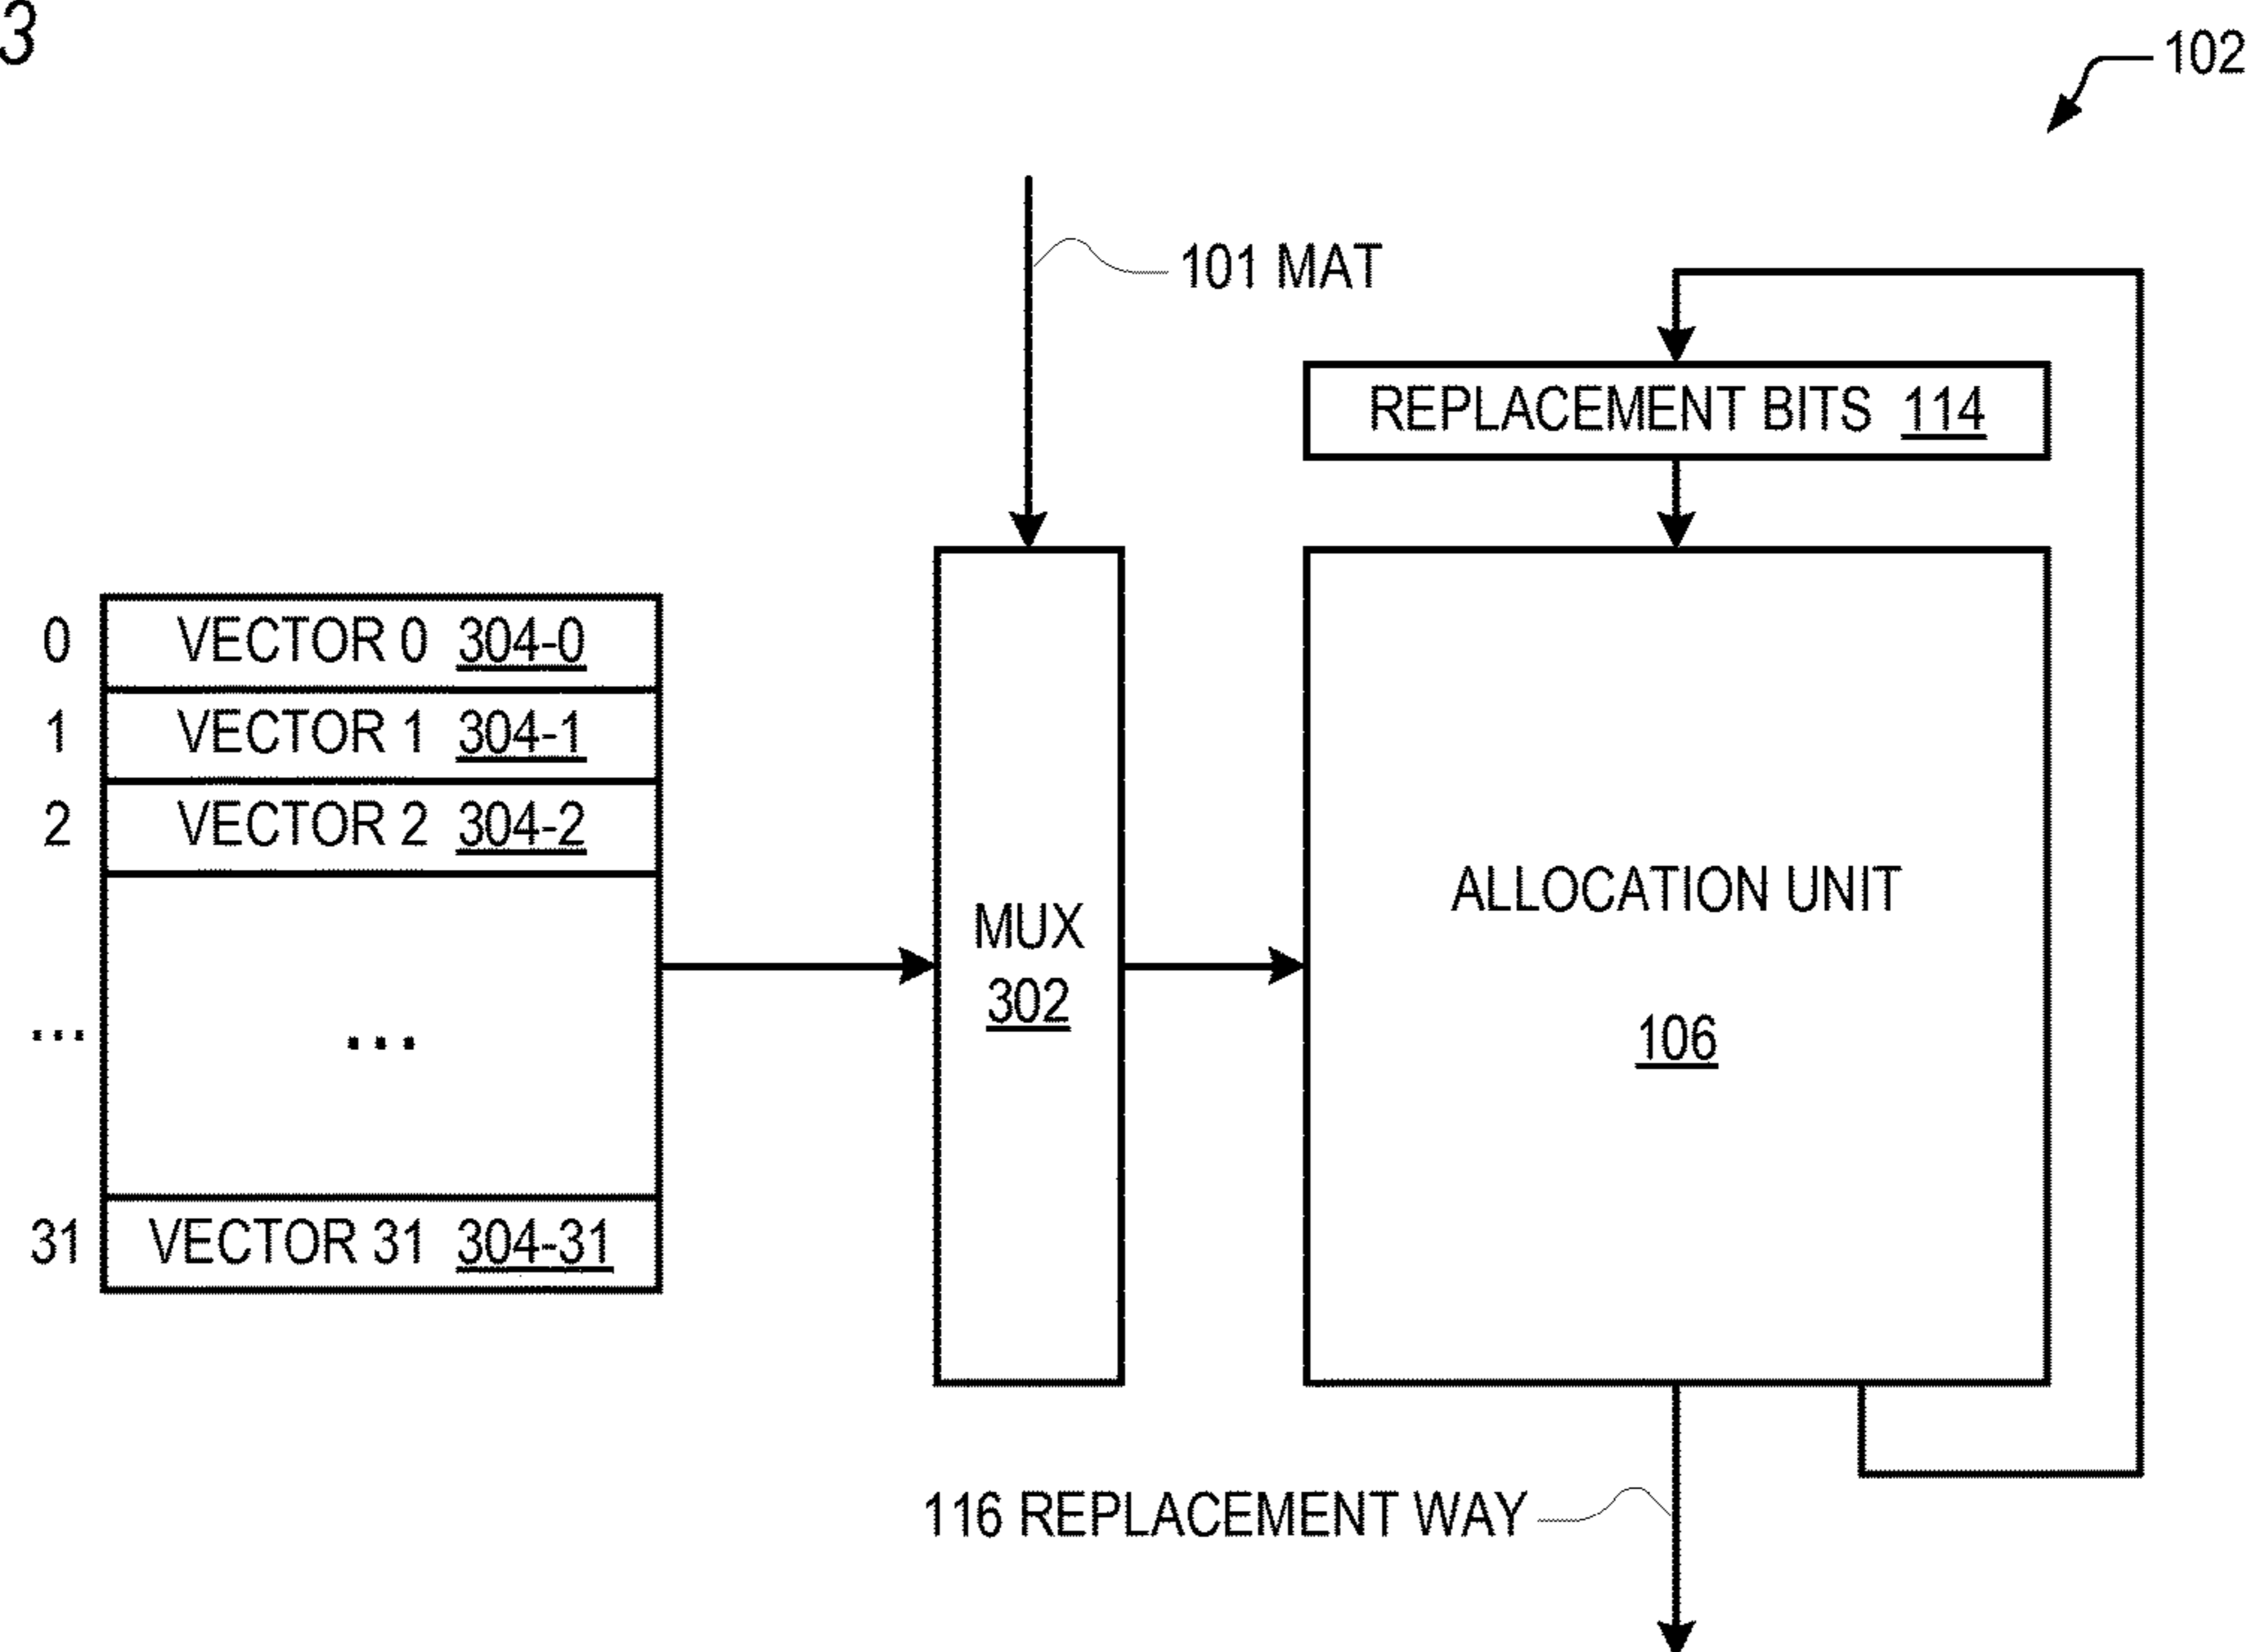 3
102
101 MAT
REPLACEMENT BITS 114
0 VECTOR 0 304-0
1 VECTOR 1 304-1
2 VECTOR 2 304-2
... ...
31 VECTOR 31 304-31
MUX
302
ALLOCATION UNIT
106
116 REPLACEMENT WAY